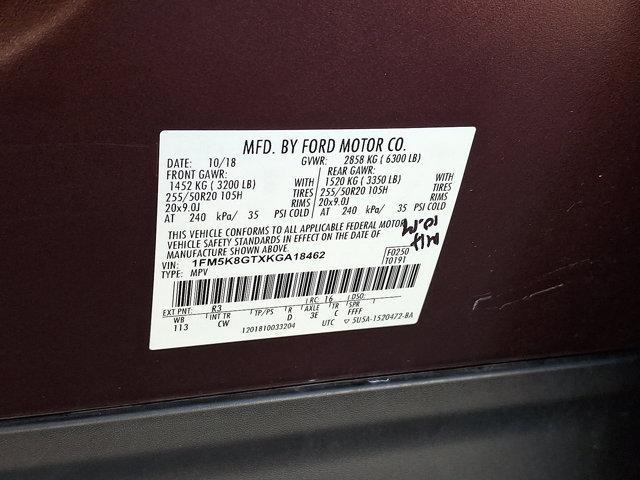 MFD. BY FORD MOTOR CO.
DATE: 10/18 GVWR: 2858 KG ( 6300 LB)
FRONT GAWR: REAR GAWR:
1452 KG ( 3200 LB) WITH 1520 KG ( 3350 LB) WITH
255/50R20 105H TIRES 255/50R20 105H TIRES
20x9.0J RIMS 20x9.0J RIMS
AT 240 kPa/ 35 PSI COLD AT 240 kPa/ 35 PSI COLD
THIS VEHICLE CONFORMS TO ALL APPLICABLE FEDERAL MOTOR
VEHICLE SAFETY STANDARDS IN EFFECT ON THE DATE OF
MANUFACTURE SHOWN ABOVE.
VIN: 1FM5K8GTXKGA18462 F0250
TYPE: MPV T0191
EXT PNT: R3 RC: 16 DSO:
WB INT TR TP/PS R AXLE TR SPR
113 CW D 3E C FFFF
1201810033204 UTC ▽ 5U5A-1520472-BA